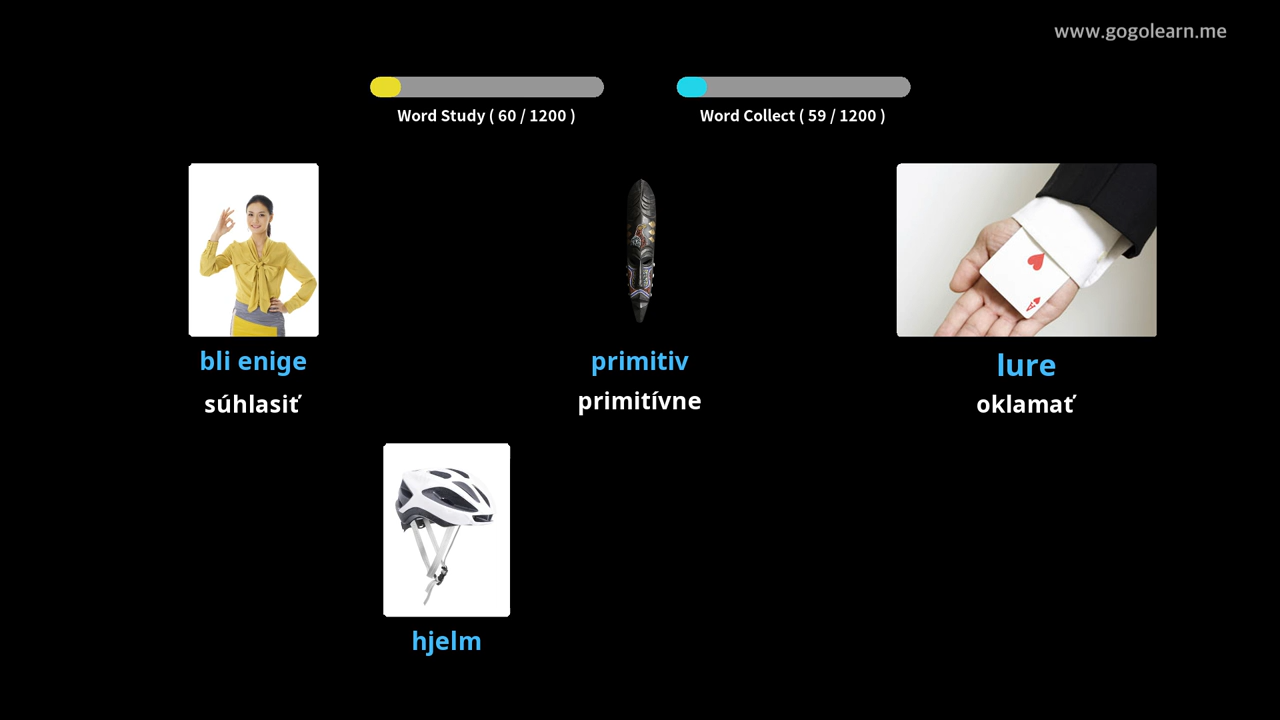 www.gogolearn.me
Word Study ( 60 / 1200 )
Word Collect ( 59 / 1200 )
bli enige
primitiv
lure
súhlasiť
primitívne
oklamať
hjelm